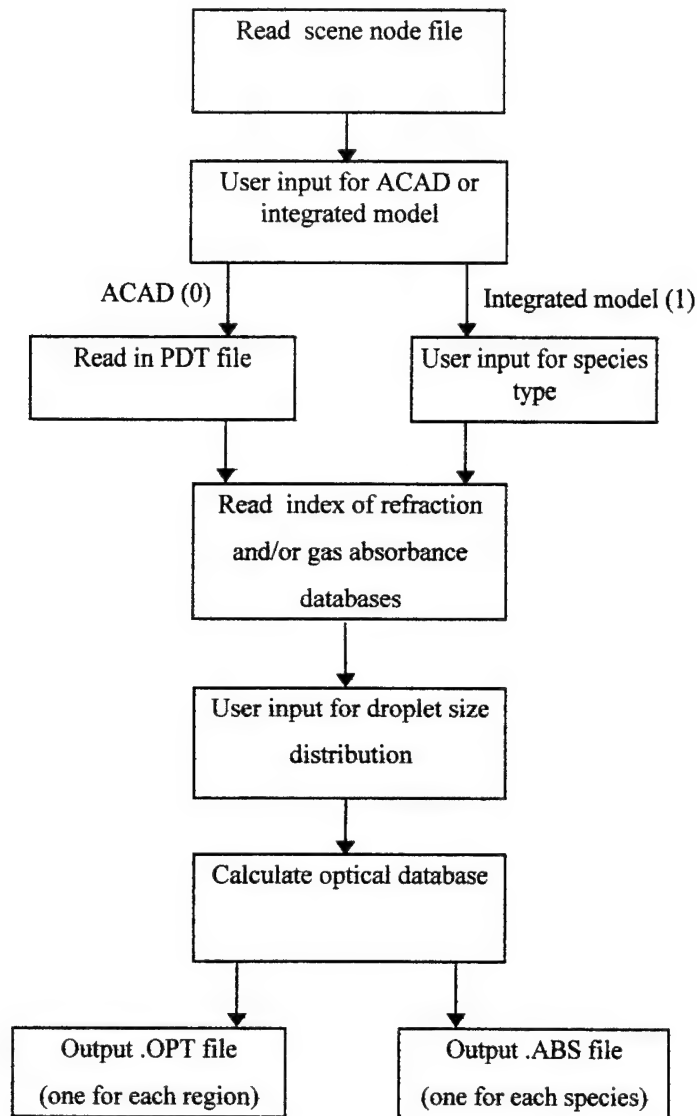 Read scene node file
User input for ACAD or
integrated model
ACAD (0)
Integrated model (1)
Read in PDT file
User input for species
type
Read index of refraction
and/or gas absorbance
databases
User input for droplet size
distribution
Calculate optical database
Output .OPT file
(one for each region)
Output .ABS file
(one for each species)